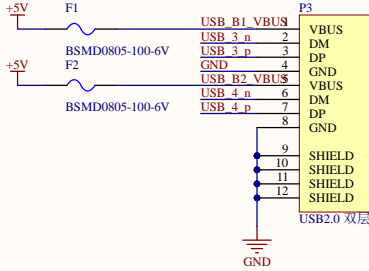 +5V F1 P3
USB_B1_VBUS 1 VBUS
BSMD0805-100-6V USB_3_n 2 DM
USB_3_p 3 DP
+5V F2 GND 4 GND
USB_B2_VBUS 5 VBUS
BSMD0805-100-6V USB_4_n 6 DM
USB_4_p 7 DP
8 GND
9 SHIELD
10 SHIELD
11 SHIELD
12 SHIELD
USB2.0 双层
GND